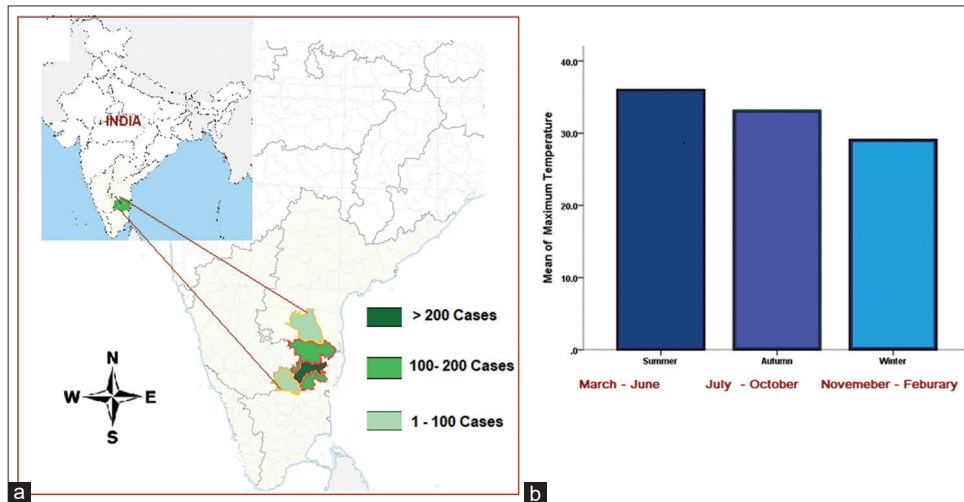 INDIA
> 200 Cases
100- 200 Cases
1 - 100 Cases
N
W E
S
a
40.0
30.0
20.0
10.0
.0
Mean of Maximum Temperature
Summer Autumn Winter
March - June July - October Novemeber - Feburary
b